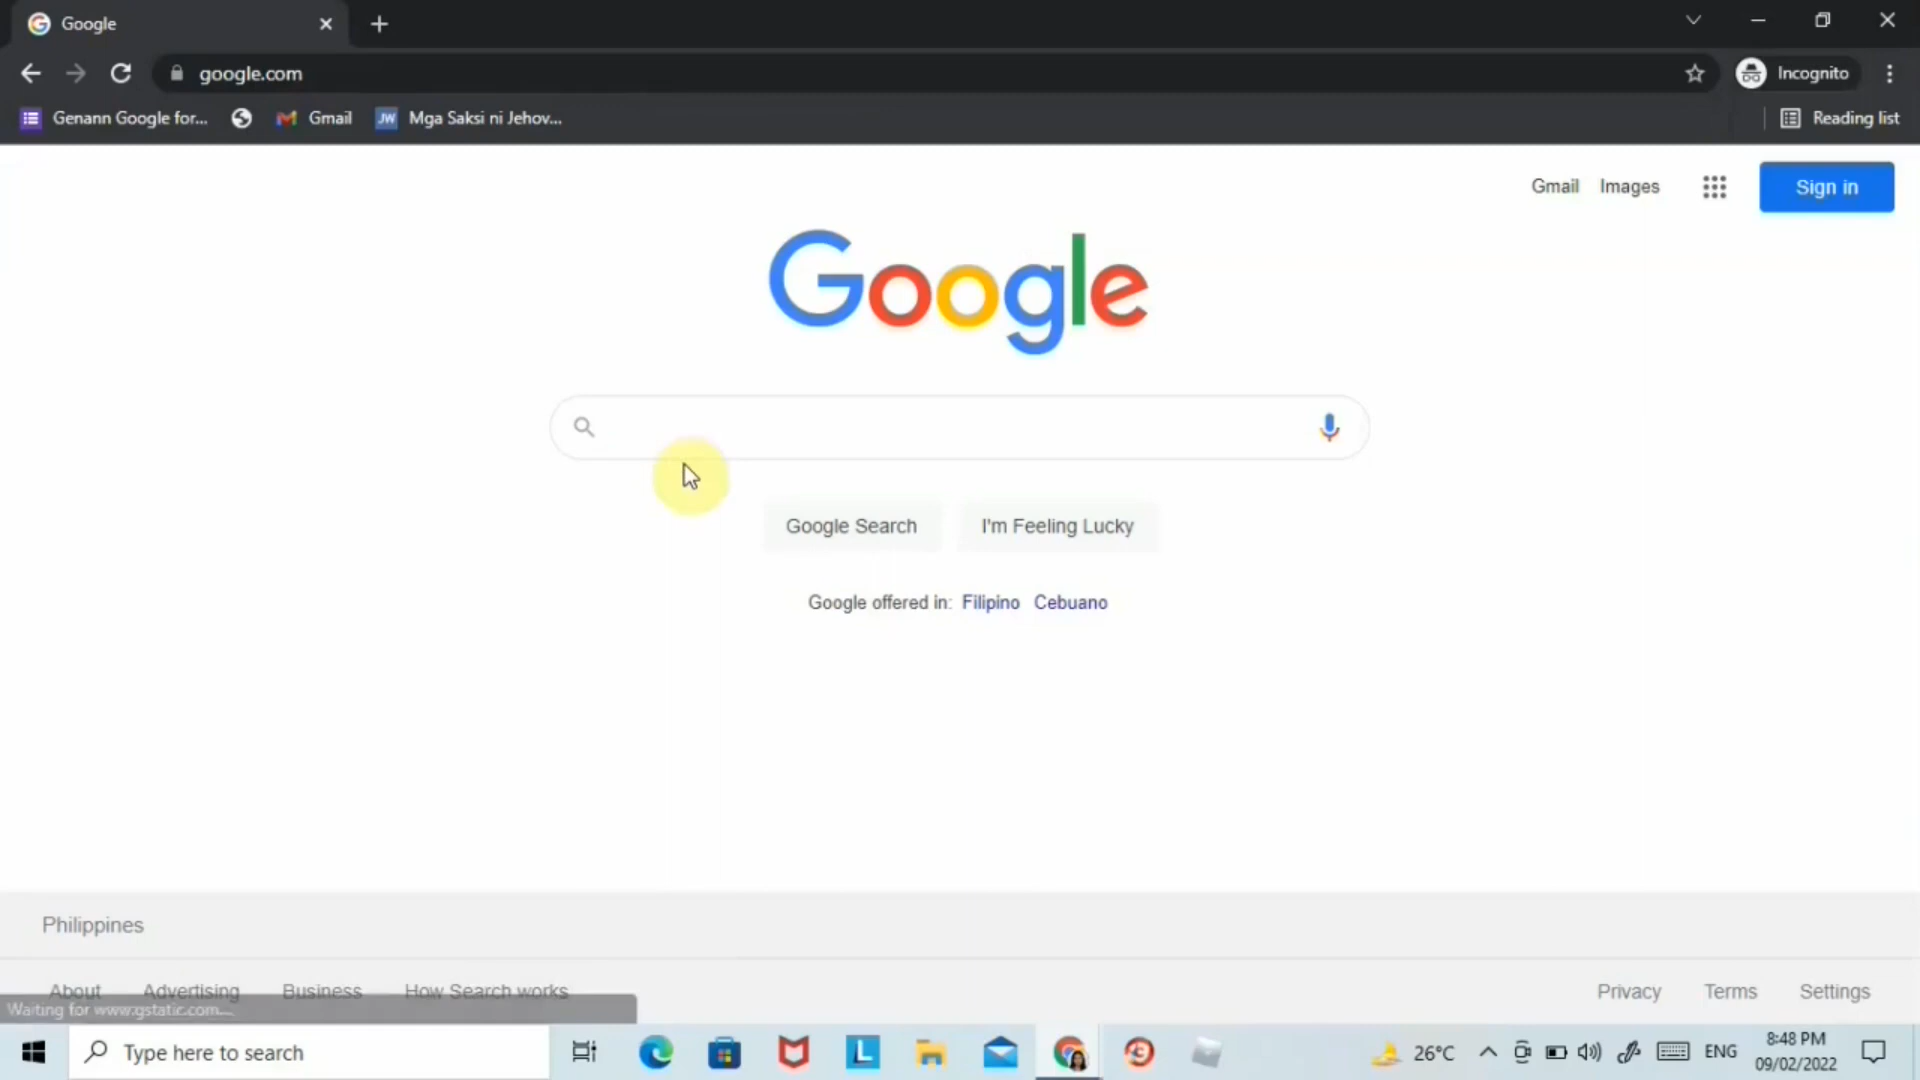 Google
google.com
Incognito
Genann Google for...
Gmail
JW
Mga Saksi ni Jehov...
Reading list
Gmail
Images
Sign in
Google
Google Search
I'm Feeling Lucky
Google offered in: Filipino Cebuano
Philippines
About
Advertising
Business
How Search works
Privacy
Terms
Settings
Waiting for www.gstatic.com...
Type here to search
L
26°C
ENG
8:48 PM
09/02/2022